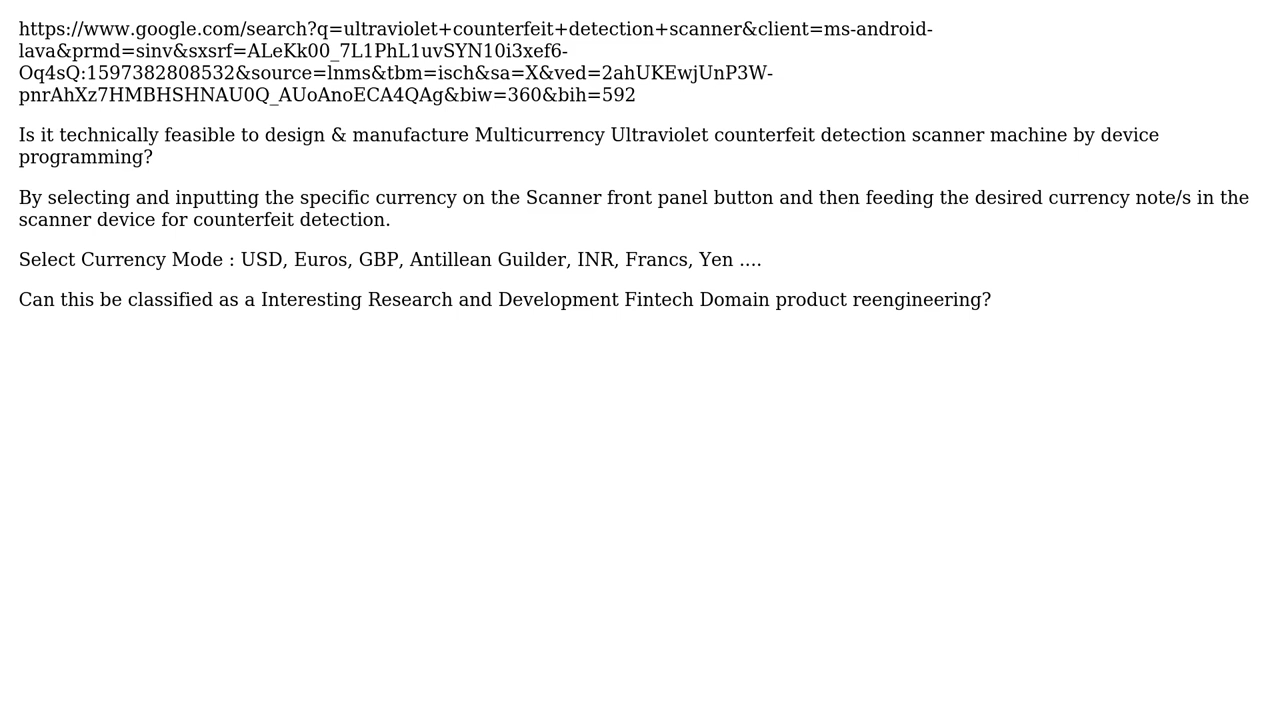 https://www.google.com/search?q=ultraviolet+counterfeit+detection+scanner&client=ms-android-
lava&prmd=sinv&sxsrf=ALeKk00_7L1PhL1uvSYN10i3xef6-
Oq4sQ:1597382808532&source=lnms&tbm=isch&sa=X&ved=2ahUKEwjUnP3W-
pnrAhXz7HMBHSHNAU0Q_AUoAnoECA4QAg&biw=360&bih=592
Is it technically feasible to design & manufacture Multicurrency Ultraviolet counterfeit detection scanner machine by device
programming?
By selecting and inputting the specific currency on the Scanner front panel button and then feeding the desired currency note/s in the
scanner device for counterfeit detection.
Select Currency Mode : USD, Euros, GBP, Antillean Guilder, INR, Francs, Yen ....
Can this be classified as a Interesting Research and Development Fintech Domain product reengineering?